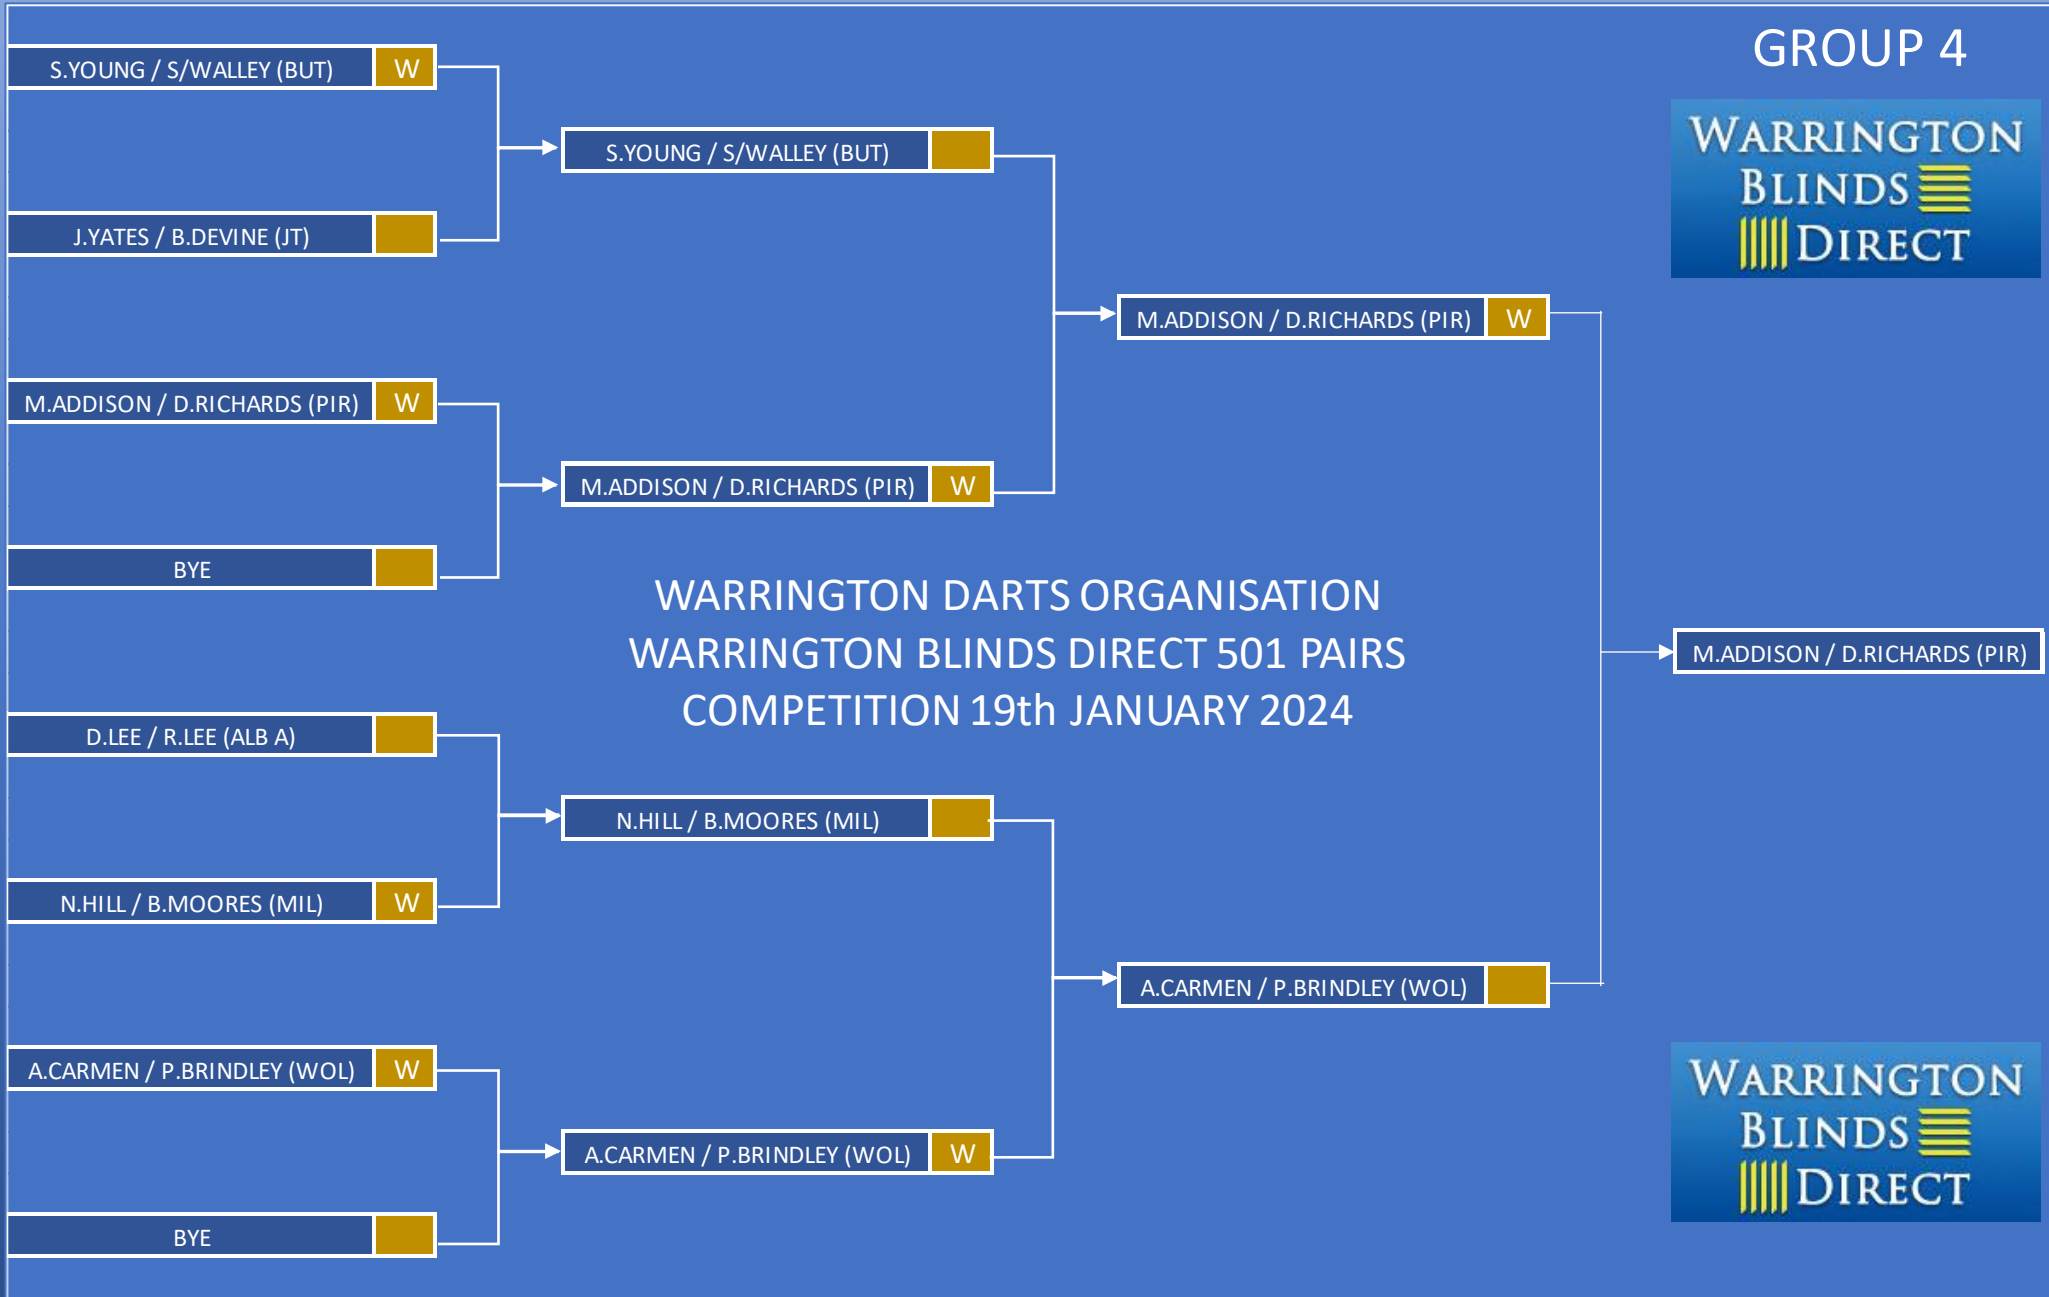 GROUP 4
WARRINGTON
BLINDS
DIRECT
S.YOUNG / S/WALLEY (BUT) W
J.YATES / B.DEVINE (JT)
M.ADDISON / D.RICHARDS (PIR) W
BYE
D.LEE / R.LEE (ALB A)
N.HILL / B.MOORES (MIL) W
A.CARMEN / P.BRINDLEY (WOL) W
BYE
S.YOUNG / S/WALLEY (BUT)
M.ADDISON / D.RICHARDS (PIR) W
WARRINGTON DARTS ORGANISATION
WARRINGTON BLINDS DIRECT 501 PAIRS
COMPETITION 19th JANUARY 2024
N.HILL / B.MOORES (MIL)
A.CARMEN / P.BRINDLEY (WOL) W
M.ADDISON / D.RICHARDS (PIR) W
A.CARMEN / P.BRINDLEY (WOL)
M.ADDISON / D.RICHARDS (PIR)
WARRINGTON
BLINDS
DIRECT